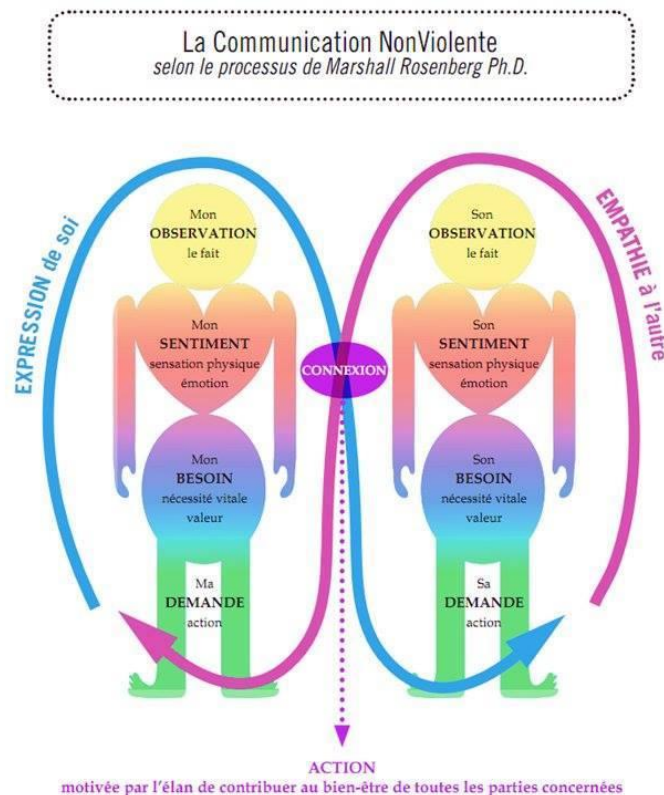 La Communication NonViolente
selon le processus de Marshall Rosenberg Ph.D.
EXPRESSION de soi
Mon
OBSERVATION
le fait
Mon
SENTIMENT
sensation physique
émotion
Mon
BESOIN
nécessité vitale
valeur
Ma
DEMANDE
action
CONNEXION
Son
OBSERVATION
le fait
Son
SENTIMENT
sensation physique
émotion
Son
BESOIN
nécessité vitale
valeur
Sa
DEMANDE
action
EMPATHIE à l'autre
ACTION
motivée par l'élan de contribuer au bien-être de toutes les parties concernées